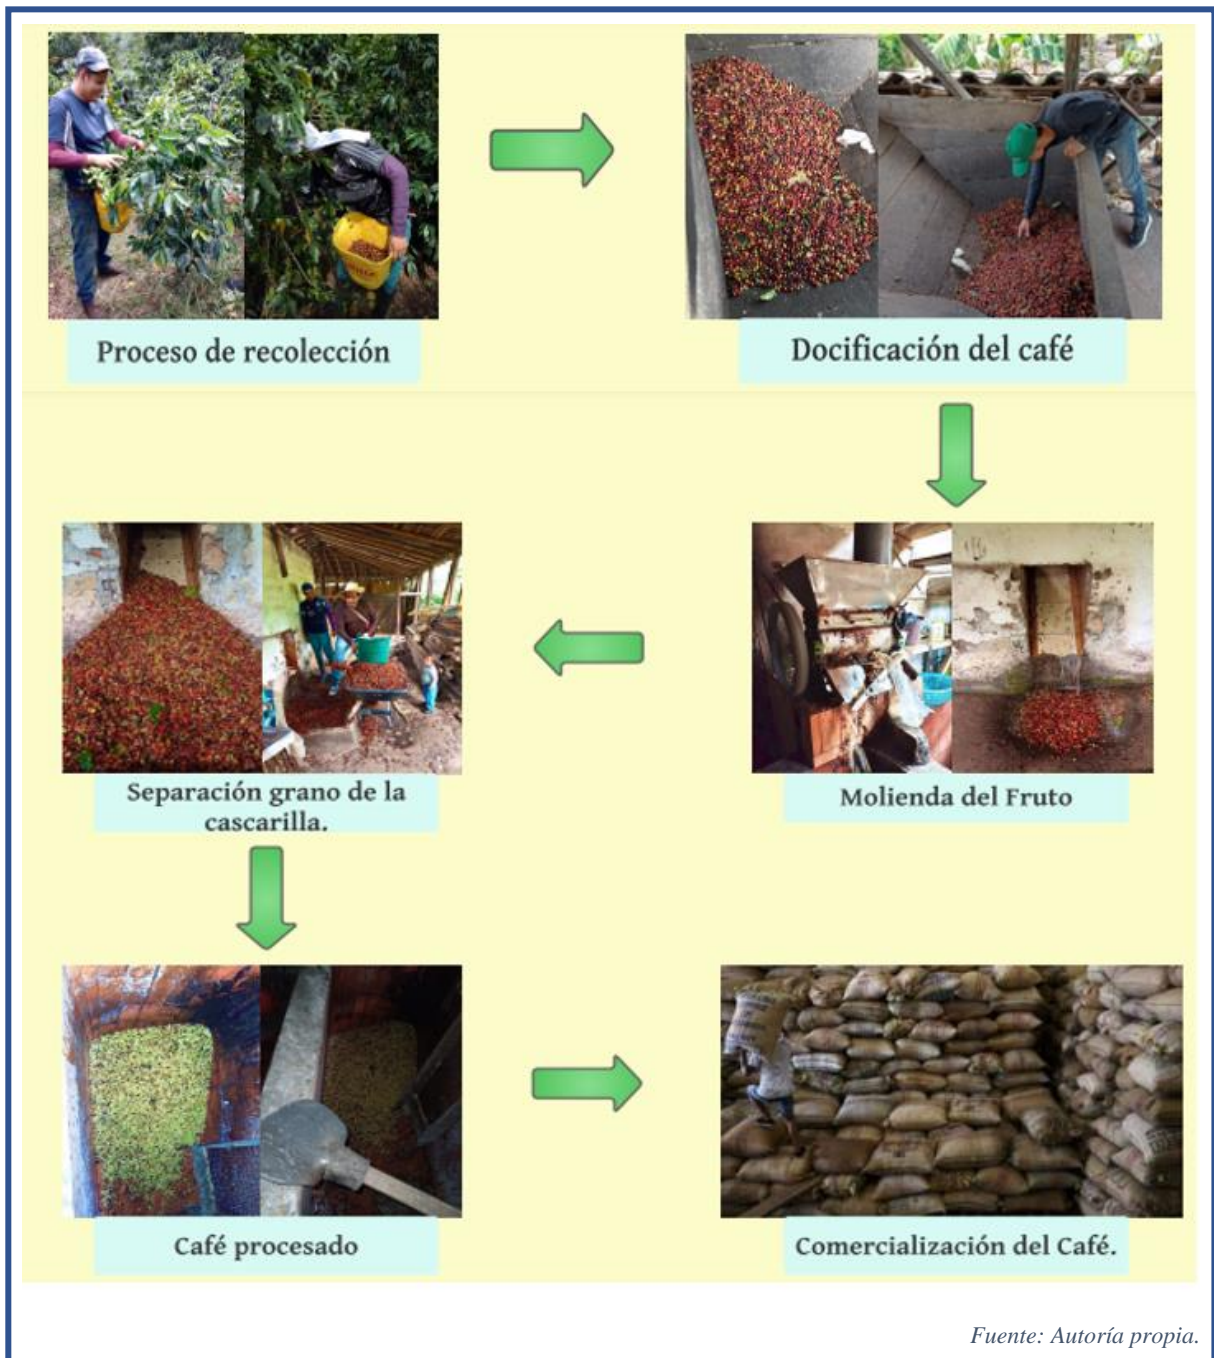 Proceso de recolección
Docificación del café
Separación grano de la
cascarilla.
Molienda del Fruto
Café procesado
Comercialización del Café.
Fuente: Autoría propia.